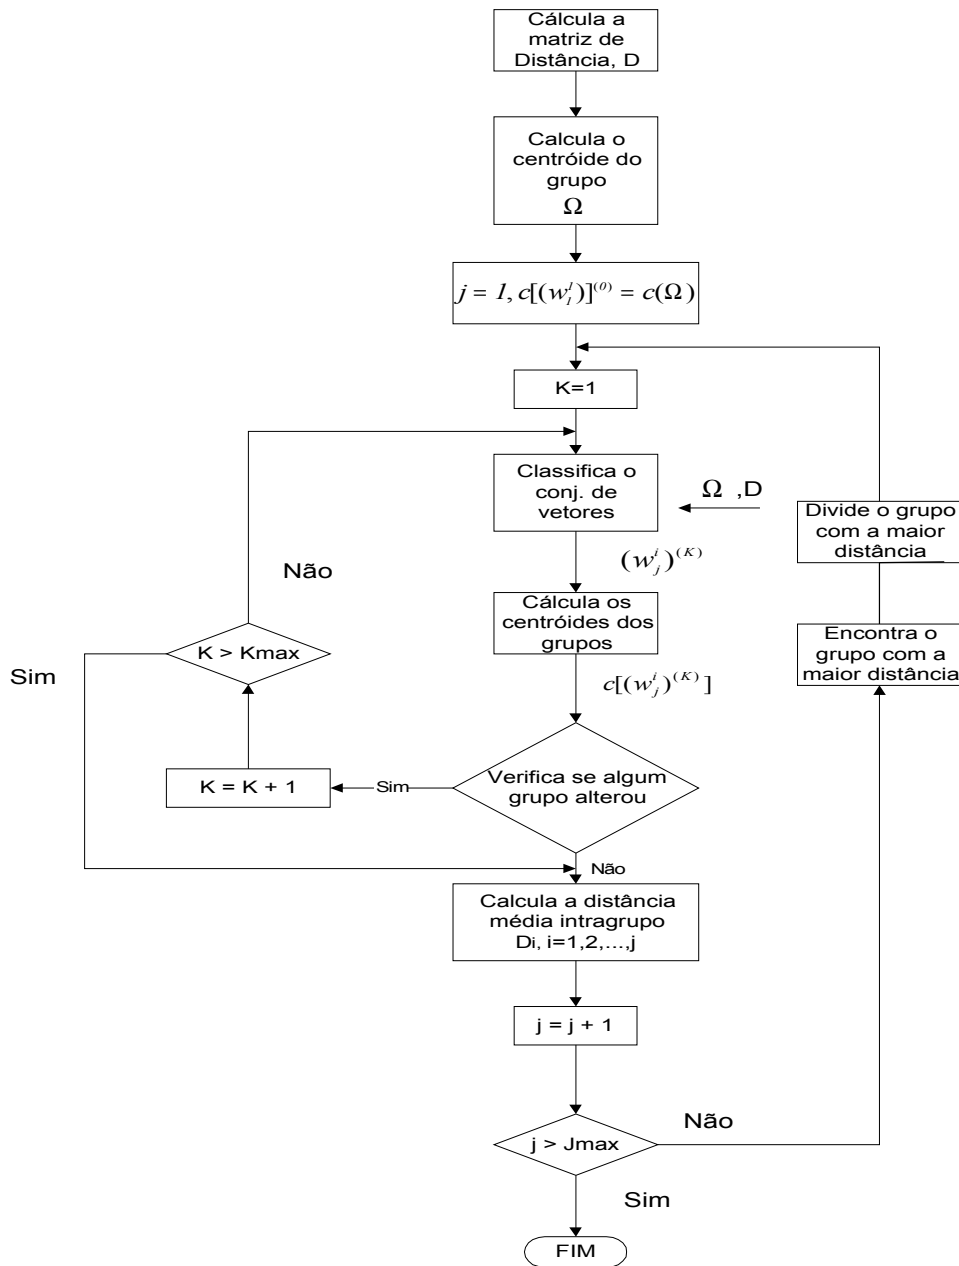 Cálcula a
matriz de
Distância, D
Calcula o
centróide do
grupo
Ω
j = 1, c[(w_1^1)]^(0) = c(Ω)
K=1
Classifica o
conj. de
vetores
Ω ,D
(w_j^i)^(K)
Cálcula os
centróides dos
grupos
c[(w_j^i)^(K)]
Verifica se algum
grupo alterou
Sim
K = K + 1
K > Kmax
Não
Sim
Não
Calcula a distância
média intragrupo
Di, i=1,2,...,j
j = j + 1
j > Jmax
Não
Encontra o
grupo com a
maior distância
Divide o grupo
com a maior
distância
Sim
FIM